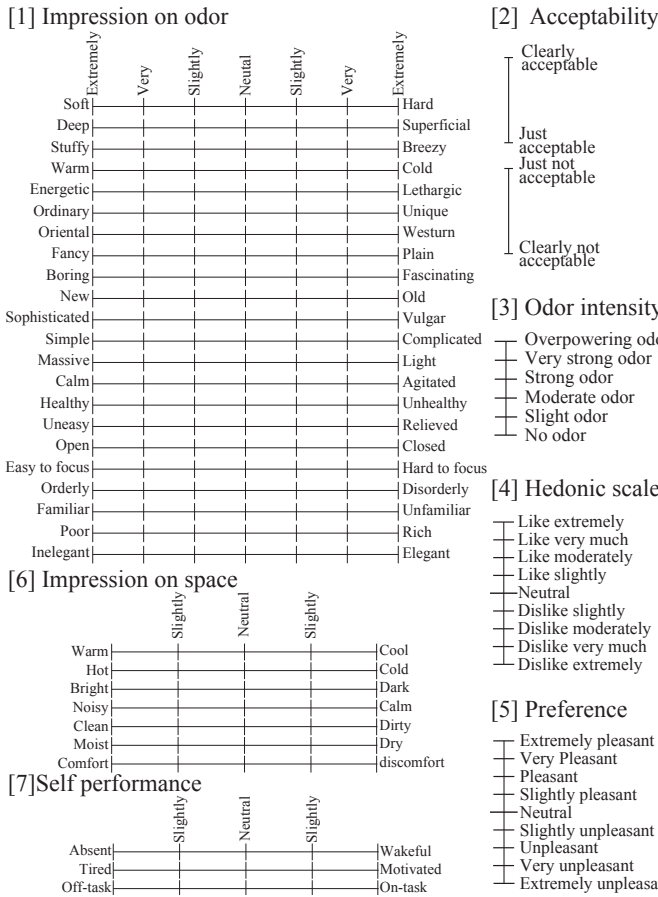 [1] Impression on odor
Extremely
Very
Slightly
Neutal
Slightly
Very
Extremely
Soft Hard
Deep Superficial
Stuffy Breezy
Warm Cold
Energetic Lethargic
Ordinary Unique
Oriental Westurn
Fancy Plain
Boring Fascinating
New Old
Sophisticated Vulgar
Simple Complicated
Massive Light
Calm Agitated
Healthy Unhealthy
Uneasy Relieved
Open Closed
Easy to focus Hard to focus
Orderly Disorderly
Familiar Unfamiliar
Poor Rich
Inelegant Elegant
[6] Impression on space
Slightly
Neutral
Slightly
Warm Cool
Hot Cold
Bright Dark
Noisy Calm
Clean Dirty
Moist Dry
Comfort discomfort
[7]Self performance
Slightly
Neutral
Slightly
Absent Wakeful
Tired Motivated
Off-task On-task
[2] Acceptability
Clearly
acceptable
Just
acceptable
Just not
acceptable
Clearly not
acceptable
[3] Odor intensity
Overpowering odo
Very strong odor
Strong odor
Moderate odor
Slight odor
No odor
[4] Hedonic scale
Like extremely
Like very much
Like moderately
Like slightly
Neutral
Dislike slightly
Dislike moderately
Dislike very much
Dislike extremely
[5] Preference
Extremely pleasant
Very Pleasant
Pleasant
Slightly pleasant
Neutral
Slightly unpleasant
Unpleasant
Very unpleasant
Extremely unpleasa